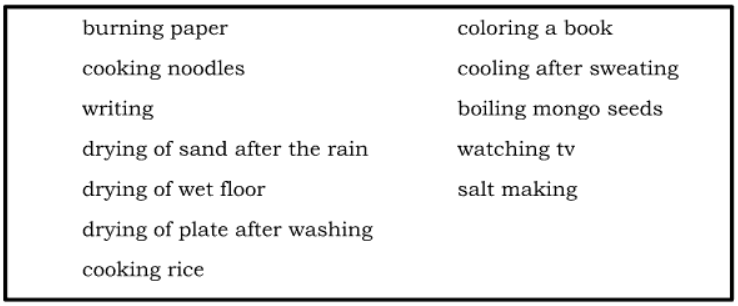 burning paper
cooking noodles
writing
drying of sand after the rain
drying of wet floor
drying of plate after washing
cooking rice
coloring a book
cooling after sweating
boiling mongo seeds
watching tv
salt making